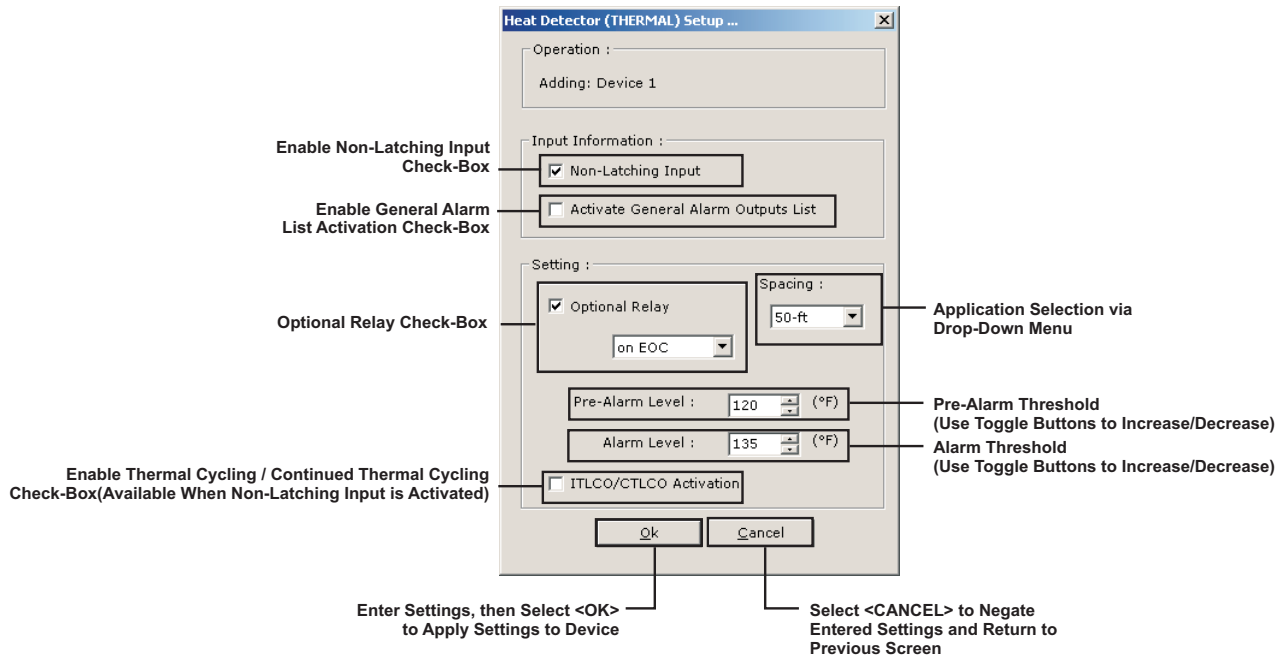 Heat Detector (THERMAL) Setup ...
Operation :
Adding: Device 1
Enable Non-Latching Input
Check-Box
Input Information :
Non-Latching Input
Enable General Alarm
List Activation Check-Box
Activate General Alarm Outputs List
Setting :
Optional Relay Check-Box
Optional Relay
on EOC
Spacing :
50-ft
Application Selection via
Drop-Down Menu
Pre-Alarm Level :
120
(°F)
Pre-Alarm Threshold
(Use Toggle Buttons to Increase/Decrease)
Alarm Level :
135
(°F)
Alarm Threshold
(Use Toggle Buttons to Increase/Decrease)
Enable Thermal Cycling / Continued Thermal Cycling
Check-Box(Available When Non-Latching Input is Activated)
ITLCO/CTLCO Activation
Ok
Cancel
Enter Settings, then Select <OK>
to Apply Settings to Device
Select <CANCEL> to Negate
Entered Settings and Return to
Previous Screen